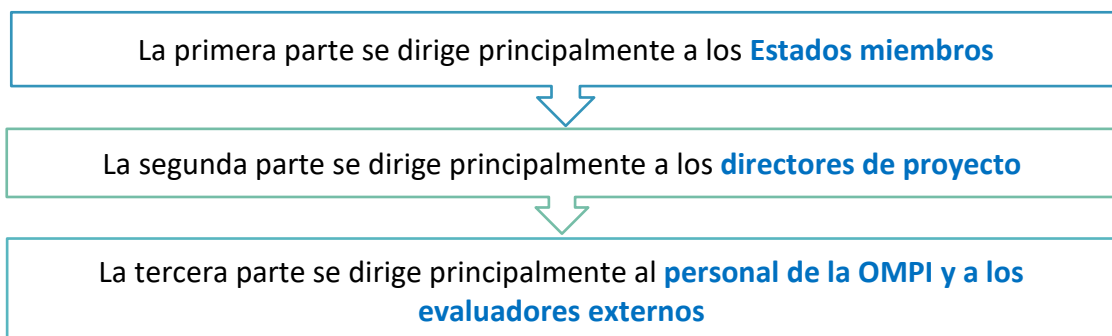 La primera parte se dirige principalmente a los Estados miembros
La segunda parte se dirige principalmente a los directores de proyecto
La tercera parte se dirige principalmente al personal de la OMPI y a los
evaluadores externos